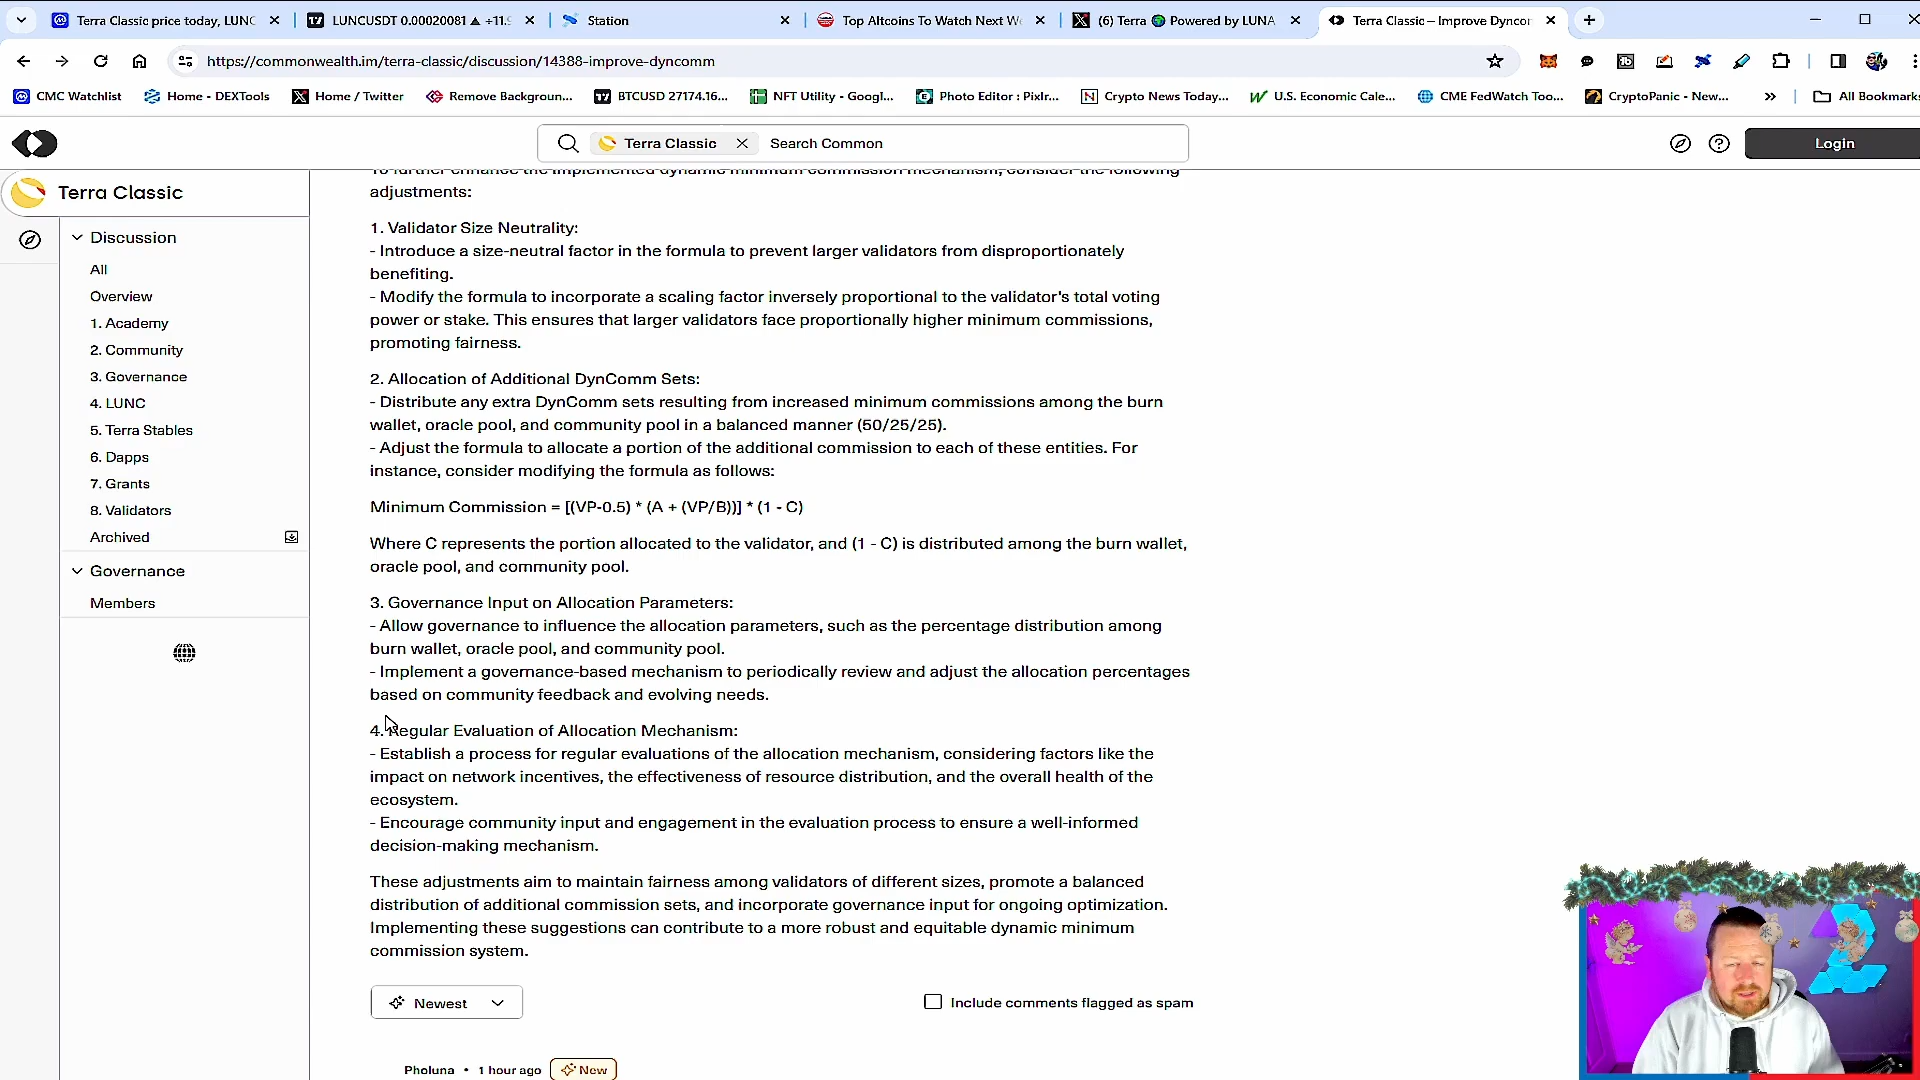 Terra Classic price today, LUNC
LUNCUSDT 0.00020081 ▲ +11.9
Station
Top Altcoins To Watch Next W
(6) Terra 🌍 Powered by LUNA
Terra Classic – Improve Dyncom
https://commonwealth.im/terra-classic/discussion/14388-improve-dyncomm
CMC Watchlist
Home - DEXTools
Home / Twitter
Remove Backgroun...
BTCUSD 27174.16...
NFT Utility - Googl...
Photo Editor : Pixlr...
Crypto News Today...
U.S. Economic Cale...
CME FedWatch Too...
CryptoPanic - New...
All Bookmarks
Terra Classic
Search Common
Login
Terra Classic
Discussion
All
Overview
1. Academy
2. Community
3. Governance
4. LUNC
5. Terra Stables
6. Dapps
7. Grants
8. Validators
Archived
Governance
Members
To further enhance the implemented dynamic minimum commission mechanism, consider the following
adjustments:
1. Validator Size Neutrality:
- Introduce a size-neutral factor in the formula to prevent larger validators from disproportionately
benefiting.
- Modify the formula to incorporate a scaling factor inversely proportional to the validator's total voting
power or stake. This ensures that larger validators face proportionally higher minimum commissions,
promoting fairness.
2. Allocation of Additional DynComm Sets:
- Distribute any extra DynComm sets resulting from increased minimum commissions among the burn
wallet, oracle pool, and community pool in a balanced manner (50/25/25).
- Adjust the formula to allocate a portion of the additional commission to each of these entities. For
instance, consider modifying the formula as follows:
Minimum Commission = [(VP-0.5) * (A + (VP/B))] * (1 - C)
Where C represents the portion allocated to the validator, and (1 - C) is distributed among the burn wallet,
oracle pool, and community pool.
3. Governance Input on Allocation Parameters:
- Allow governance to influence the allocation parameters, such as the percentage distribution among
burn wallet, oracle pool, and community pool.
- Implement a governance-based mechanism to periodically review and adjust the allocation percentages
based on community feedback and evolving needs.
4. Regular Evaluation of Allocation Mechanism:
- Establish a process for regular evaluations of the allocation mechanism, considering factors like the
impact on network incentives, the effectiveness of resource distribution, and the overall health of the
ecosystem.
- Encourage community input and engagement in the evaluation process to ensure a well-informed
decision-making mechanism.
These adjustments aim to maintain fairness among validators of different sizes, promote a balanced
distribution of additional commission sets, and incorporate governance input for ongoing optimization.
Implementing these suggestions can contribute to a more robust and equitable dynamic minimum
commission system.
Newest
Include comments flagged as spam
Pholuna • 1 hour ago
New